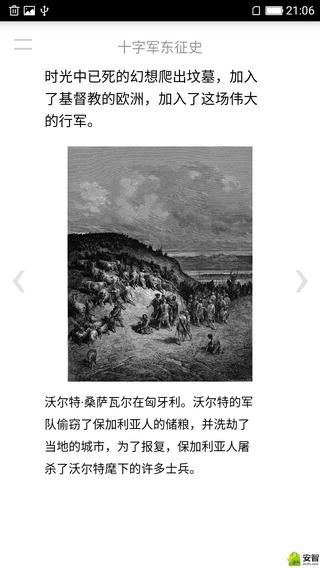 21:06
十字军东征史
时光中已死的幻想爬出坟墓，加入
了基督教的欧洲，加入了这场伟大
的行军。
沃尔特·桑萨瓦尔在匈牙利。沃尔特的军
队偷窃了保加利亚人的储粮，并洗劫了
当地的城市，为了报复，保加利亚人屠
杀了沃尔特麾下的许多士兵。
安智